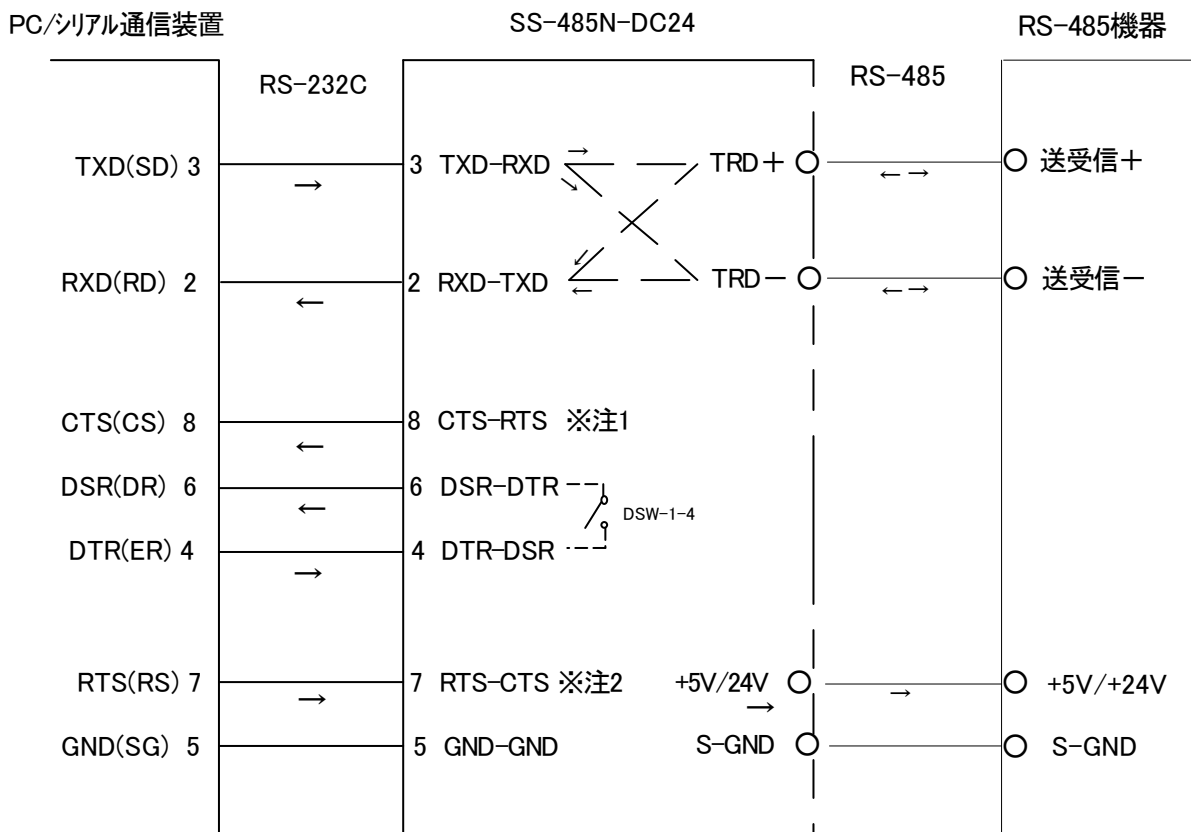 PC/シリアル通信装置 SS-485N-DC24 RS-485機器
RS-232C RS-485
TXD(SD) 3 3 TXD-RXD → TRD+ 送受信+
→ ↘ ← →
RXD(RD) 2 2 RXD-TXD ↙ TRD- 送受信-
← ← ← →
CTS(CS) 8 8 CTS-RTS ※注1
←
DSR(DR) 6 6 DSR-DTR
← DSW-1-4
DTR(ER) 4 4 DTR-DSR
→
RTS(RS) 7 7 RTS-CTS ※注2 +5V/24V +5V/+24V
→ → →
GND(SG) 5 5 GND-GND S-GND S-GND